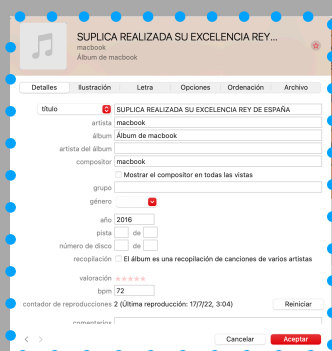 SUPLICA REALIZADA SU EXCELENCIA REY...
macbook
Álbum de macbook
Detalles Ilustración Letra Opciones Ordenación Archivo
título SUPLICA REALIZADA SU EXCELENCIA REY DE ESPAÑA
artista macbook
álbum Álbum de macbook
artista del álbum
compositor macbook
Mostrar el compositor en todas las vistas
grupo
género
año 2016
pista de
número de disco de
recopilación El álbum es una recopilación de canciones de varios artistas
valoración
bpm 72
contador de reproducciones 2 (Última reproducción: 17/7/22, 3:04) Reiniciar
comentarios
Cancelar Aceptar